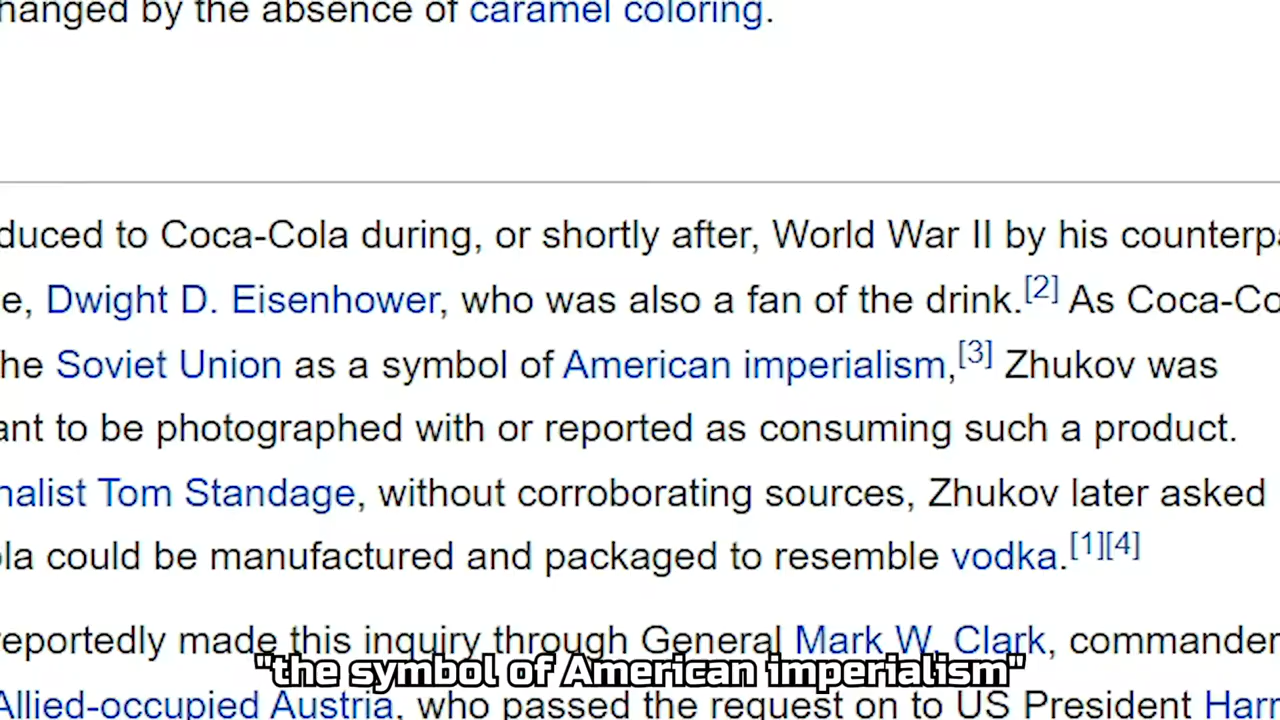 hanged by the absence of caramel coloring.
duced to Coca-Cola during, or shortly after, World War II by his counterpa
e, Dwight D. Eisenhower, who was also a fan of the drink.[2] As Coca-Co
he Soviet Union as a symbol of American imperialism,[3] Zhukov was
ant to be photographed with or reported as consuming such a product.
nalist Tom Standage, without corroborating sources, Zhukov later asked
ola could be manufactured and packaged to resemble vodka.[1][4]
reportedly made this inquiry through General Mark W. Clark, commander
"the symbol of American imperialism"
Allied-occupied Austria, who passed the request on to US President Harr